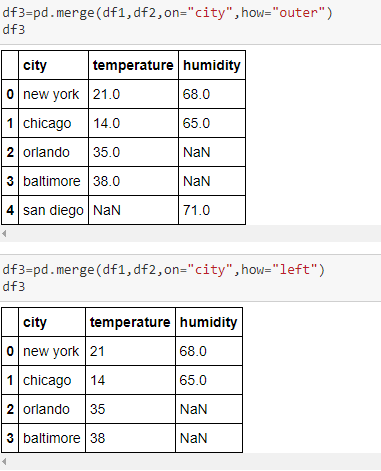 df3=pd.merge(df1,df2,on="city",how="outer")
df3
city temperature humidity
0 new york 21.0 68.0
1 chicago 14.0 65.0
2 orlando 35.0 NaN
3 baltimore 38.0 NaN
4 san diego NaN 71.0
df3=pd.merge(df1,df2,on="city",how="left")
df3
city temperature humidity
0 new york 21 68.0
1 chicago 14 65.0
2 orlando 35 NaN
3 baltimore 38 NaN